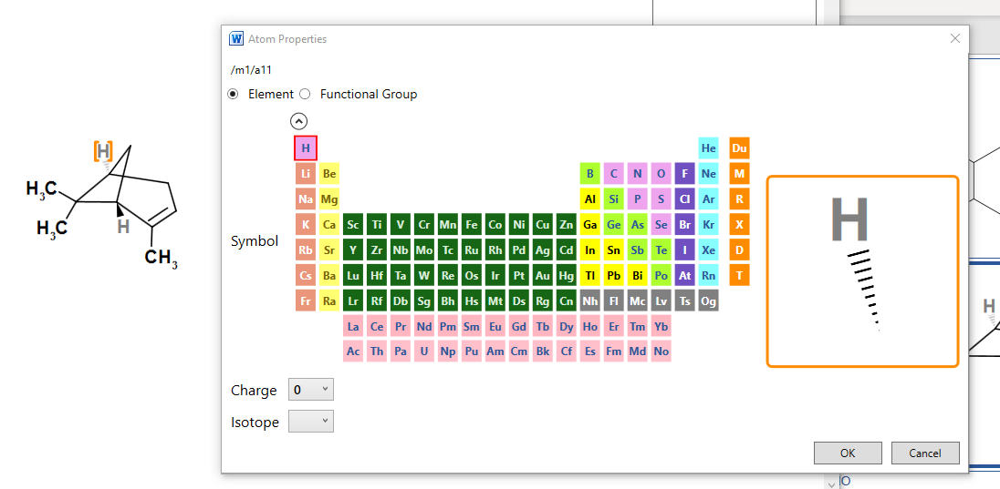 Atom Properties
/m1/a11
Element Functional Group
H He Du
Li Be B C N O F Ne M
Na Mg Al Si P S Cl Ar R
K Ca Sc Ti V Cr Mn Fe Co Ni Cu Zn Ga Ge As Se Br Kr X
Symbol
Rb Sr Y Zr Nb Mo Tc Ru Rh Pd Ag Cd In Sn Sb Te I Xe D
Cs Ba Lu Hf Ta W Re Os Ir Pt Au Hg Tl Pb Bi Po At Rn T
Fr Ra Lr Rf Db Sg Bh Hs Mt Ds Rg Cn Nh Fl Mc Lv Ts Og
La Ce Pr Nd Pm Sm Eu Gd Tb Dy Ho Er Tm Yb
Ac Th Pa U Np Pu Am Cm Bk Cf Es Fm Md No
Charge 0
Isotope
OK Cancel
H
[H]
H₃C
H₃C
H
CH₃
H
O